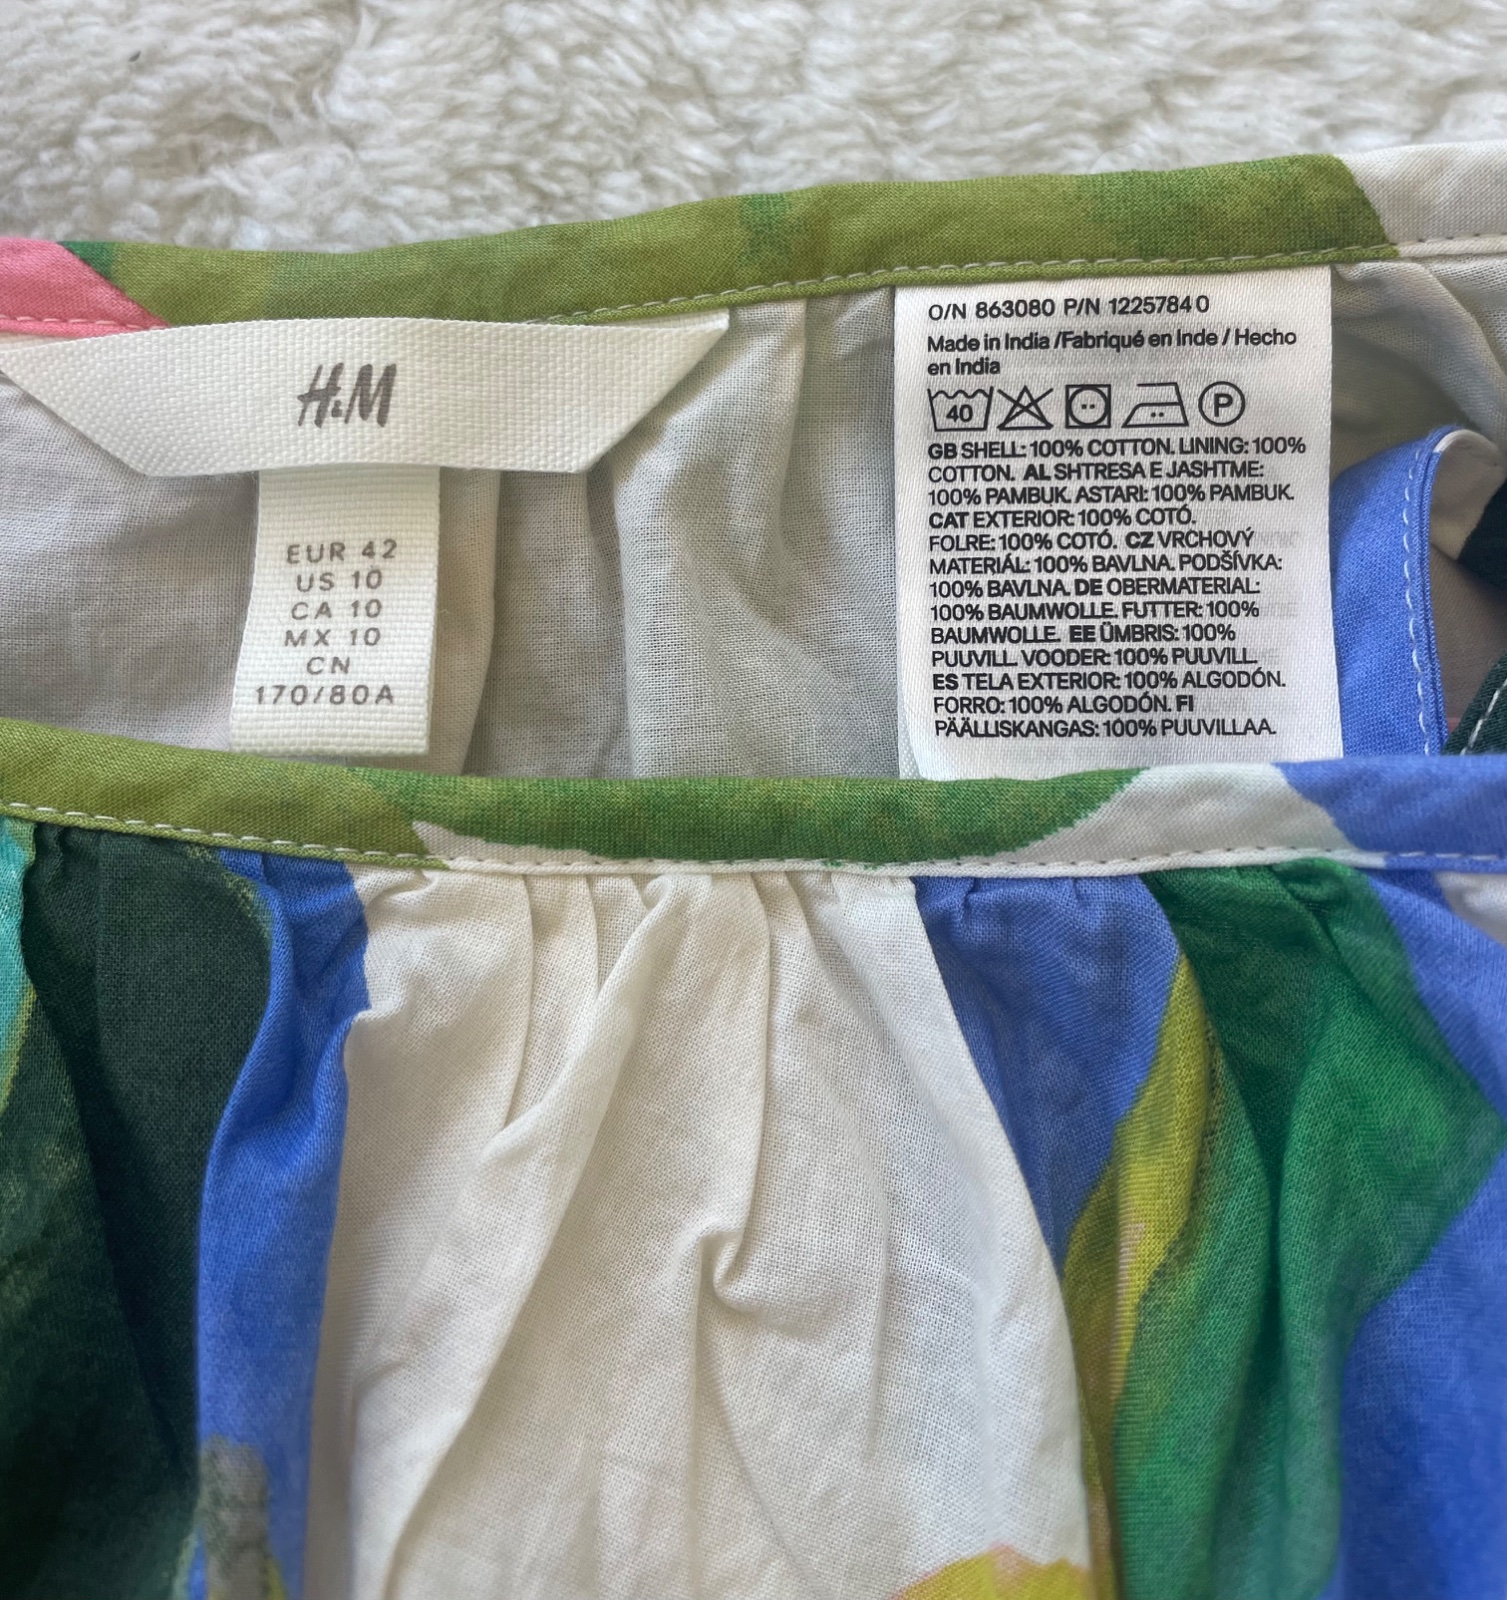 H&M
EUR 42
US 10
CA 10
MX 10
CN
170/80A
O/N 863080 P/N 12257840
Made in India /Fabriqué en Inde / Hecho
en India
40
P
GB SHELL: 100% COTTON. LINING: 100%
COTTON. AL SHTRESA E JASHTME:
100% PAMBUK. ASTARI: 100% PAMBUK.
CAT EXTERIOR: 100% COTÓ.
FOLRE: 100% COTÓ. CZ VRCHOVÝ
MATERIÁL: 100% BAVLNA. PODŠÍVKA:
100% BAVLNA. DE OBERMATERIAL:
100% BAUMWOLLE. FUTTER: 100%
BAUMWOLLE. EE ÜMBRIS: 100%
PUUVILL. VOODER: 100% PUUVILL.
ES TELA EXTERIOR: 100% ALGODÓN.
FORRO: 100% ALGODÓN. FI
PÄÄLLISKANGAS: 100% PUUVILLAA.